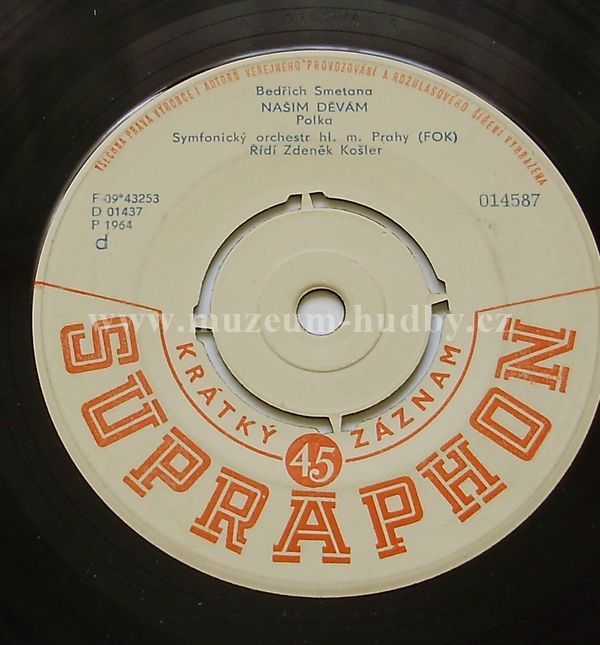 VŠECHNA PRÁVA VÝROBCE I AUTORŮ VEŘEJNÉHO PROVOZOVÁNÍ A ROZHLASOVÉHO ŠÍŘENÍ VYHRAŽENA
Bedřich Smetana
NAŠIM DĚVÁM
Polka
Symfonický orchestr hl. m. Prahy (FOK)
Řídí Zdeněk Košler
F 09*43253
D 01437
P 1964
d
014587
www.muzeum-hudby.cz
KRÁTKÝ ZÁZNAM
45
SUPRAPHON